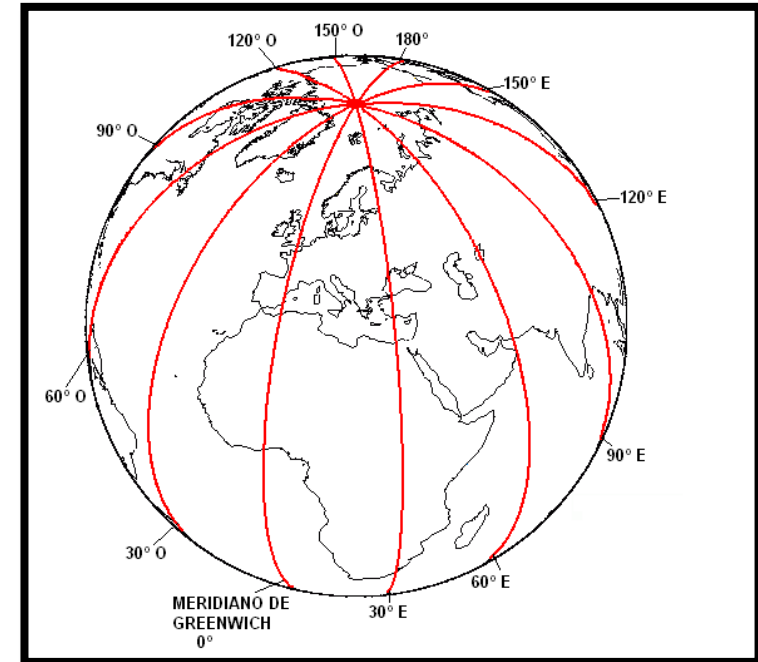 150° O
180°
120° O
150° E
90° O
120° E
60° O
90° E
30° O
60° E
MERIDIANO DE
GREENWICH
0°
30° E